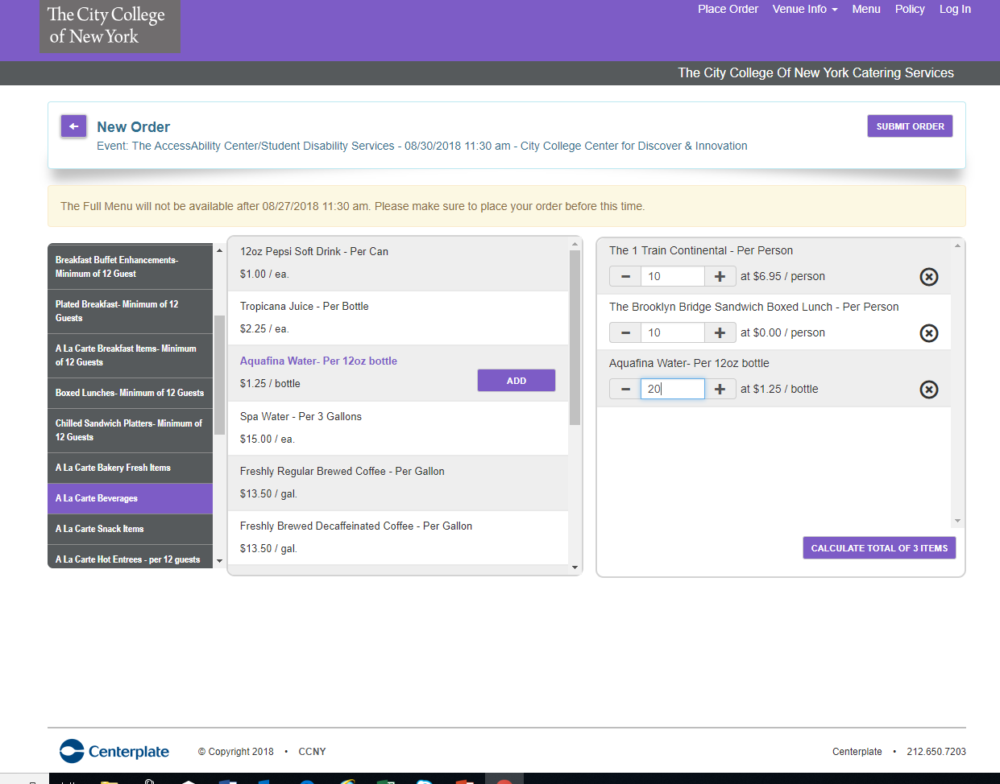 The City College
of New York
Place Order
Venue Info
Menu
Policy
Log In
The City College Of New York Catering Services
New Order
Event: The AccessAbility Center/Student Disability Services - 08/30/2018 11:30 am - City College Center for Discover & Innovation
SUBMIT ORDER
The Full Menu will not be available after 08/27/2018 11:30 am. Please make sure to place your order before this time.
Breakfast Buffet Enhancements-
Minimum of 12 Guest
Plated Breakfast- Minimum of 12
Guests
A La Carte Breakfast Items- Minimum
of 12 Guests
Boxed Lunches- Minimum of 12 Guests
Chilled Sandwich Platters- Minimum of
12 Guests
A La Carte Bakery Fresh Items
A La Carte Beverages
A La Carte Snack Items
A La Carte Hot Entrees - per 12 guests
12oz Pepsi Soft Drink - Per Can
$1.00 / ea.
Tropicana Juice - Per Bottle
$2.25 / ea.
Aquafina Water- Per 12oz bottle
$1.25 / bottle
ADD
Spa Water - Per 3 Gallons
$15.00 / ea.
Freshly Regular Brewed Coffee - Per Gallon
$13.50 / gal.
Freshly Brewed Decaffeinated Coffee - Per Gallon
$13.50 / gal.
The 1 Train Continental - Per Person
10 at $6.95 / person
The Brooklyn Bridge Sandwich Boxed Lunch - Per Person
10 at $0.00 / person
Aquafina Water- Per 12oz bottle
20 at $1.25 / bottle
CALCULATE TOTAL OF 3 ITEMS
Centerplate
© Copyright 2018 • CCNY
Centerplate • 212.650.7203